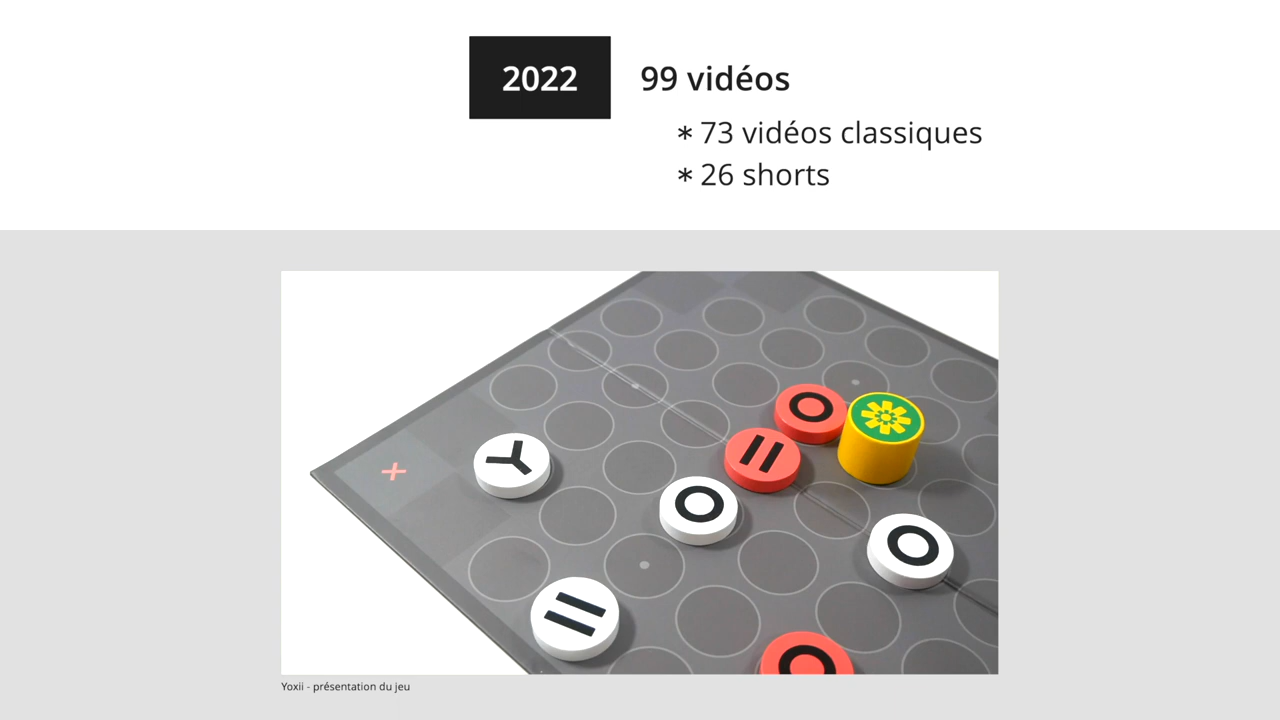 2022
99 vidéos
* 73 vidéos classiques
* 26 shorts
Y
O
O
Yoxii - présentation du jeu